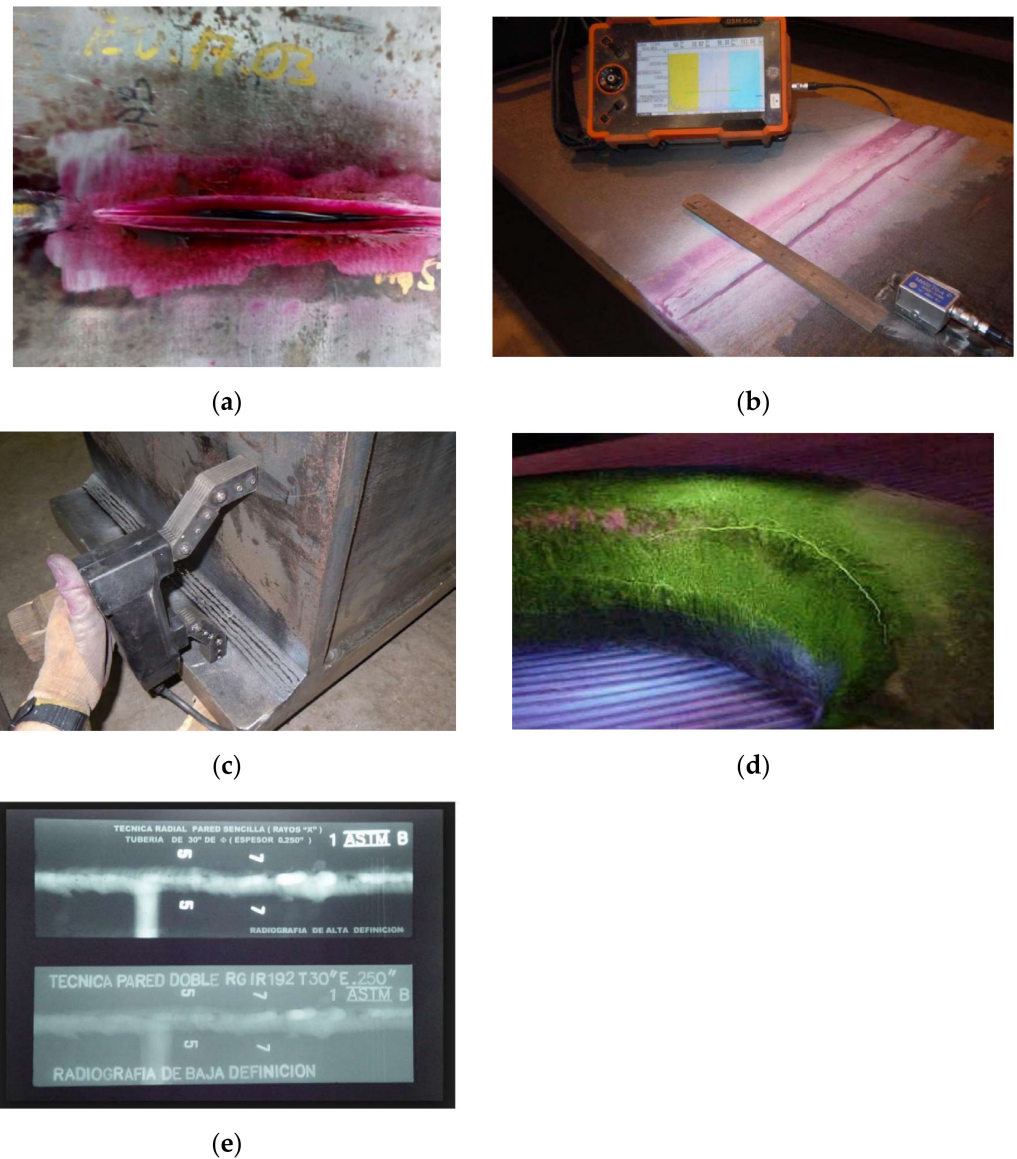 EV.17.03
(a)
(b)
(c)
(d)
TECNICA RADIAL PARED SENCILLA ( RAYOS "X" )
TUBERIA DE 30" DE Φ ( ESPESOR 0.250" )
1 ASTM B
5 7
5 7
RADIOGRAFIA DE ALTA DEFINICION
TECNICA PARED DOBLE RG IR192 T30"E.250"
5 7
1 ASTM B
5 7
RADIOGRAFIA DE BAJA DEFINICION
(e)